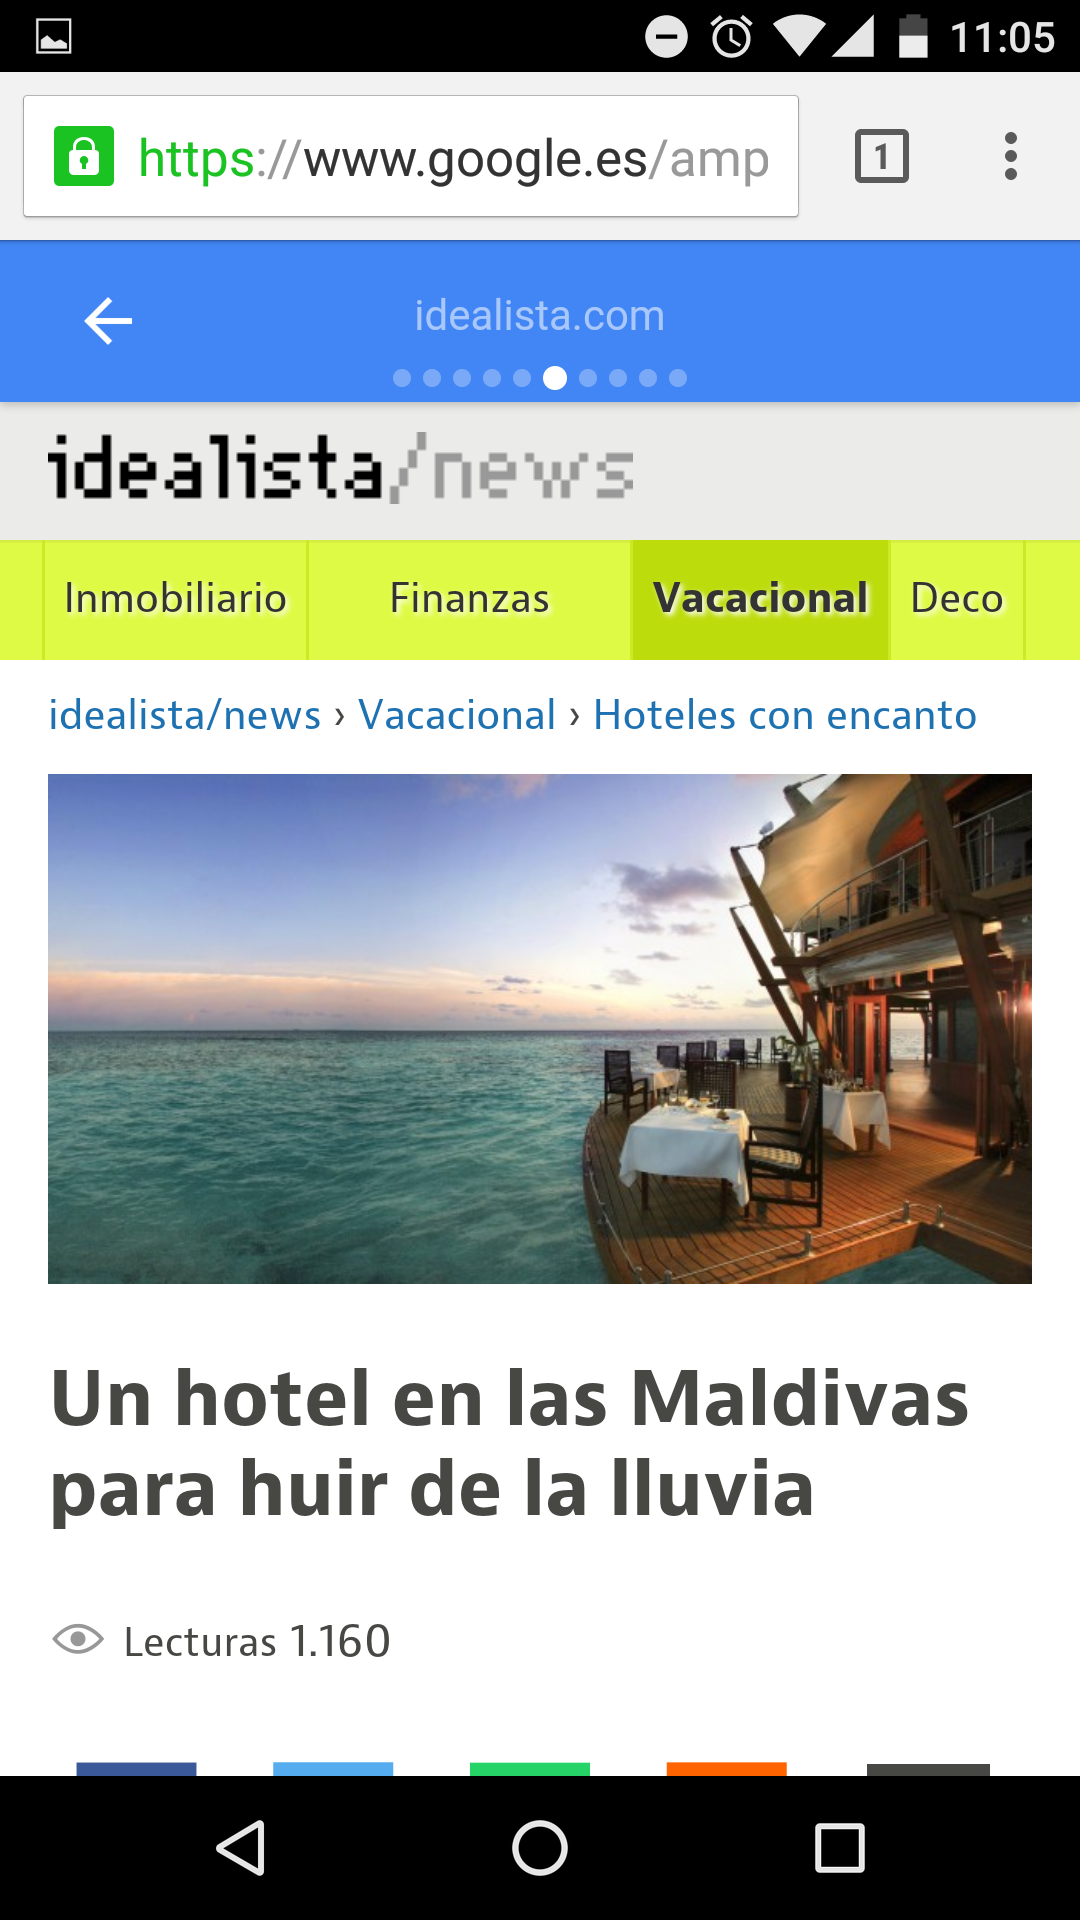 11:05
https://www.google.es/amp
1
idealista.com
idealista/news
Inmobiliario
Finanzas
Vacacional
Deco
idealista/news › Vacacional › Hoteles con encanto
Un hotel en las Maldivas
para huir de la lluvia
Lecturas 1.160